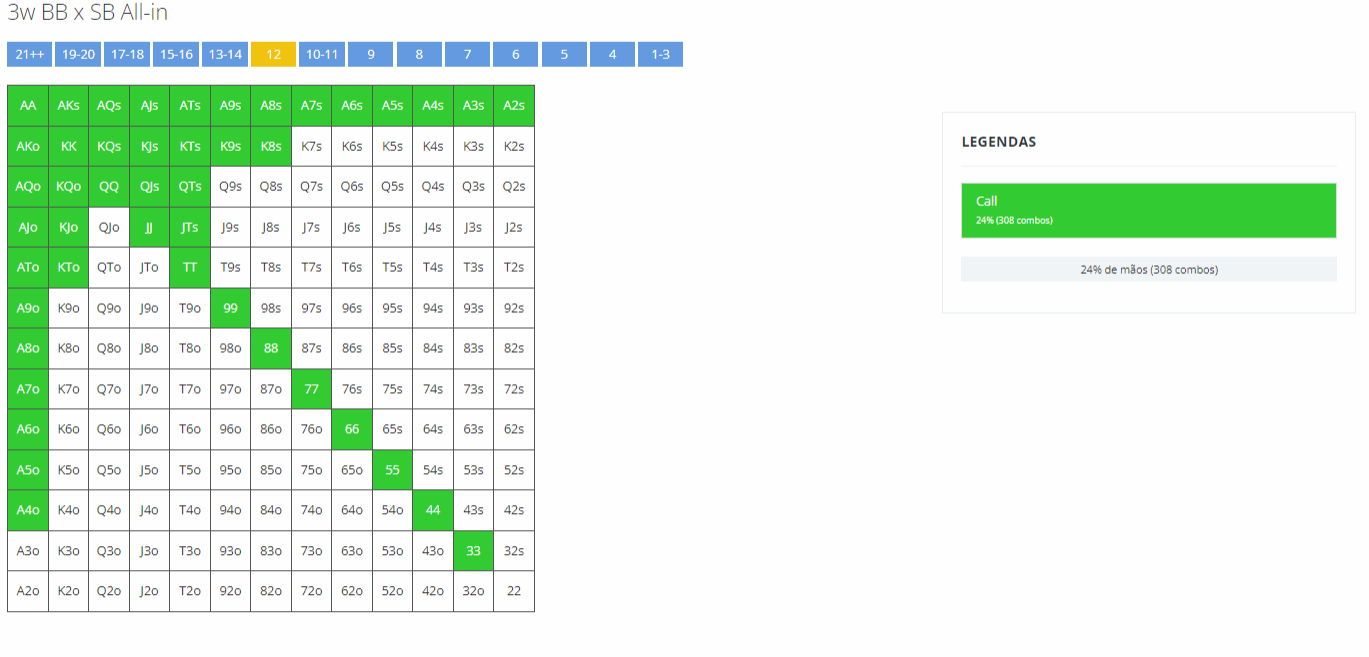 3w BB x SB All-in
21++ 19-20 17-18 15-16 13-14 12 10-11 9 8 7 6 5 4 1-3
AA AKs AQs AJs ATs A9s A8s A7s A6s A5s A4s A3s A2s
AKo KK KQs KJs KTs K9s K8s K7s K6s K5s K4s K3s K2s
AQo KQo QQ QJs QTs Q9s Q8s Q7s Q6s Q5s Q4s Q3s Q2s
AJo KJo QJo JJ JTs J9s J8s J7s J6s J5s J4s J3s J2s
ATo KTo QTo JTo TT T9s T8s T7s T6s T5s T4s T3s T2s
A9o K9o Q9o J9o T9o 99 98s 97s 96s 95s 94s 93s 92s
A8o K8o Q8o J8o T8o 98o 88 87s 86s 85s 84s 83s 82s
A7o K7o Q7o J7o T7o 97o 87o 77 76s 75s 74s 73s 72s
A6o K6o Q6o J6o T6o 96o 86o 76o 66 65s 64s 63s 62s
A5o K5o Q5o J5o T5o 95o 85o 75o 65o 55 54s 53s 52s
A4o K4o Q4o J4o T4o 94o 84o 74o 64o 54o 44 43s 42s
A3o K3o Q3o J3o T3o 93o 83o 73o 63o 53o 43o 33 32s
A2o K2o Q2o J2o T2o 92o 82o 72o 62o 52o 42o 32o 22
LEGENDAS
Call
24% (308 combos)
24% de mãos (308 combos)